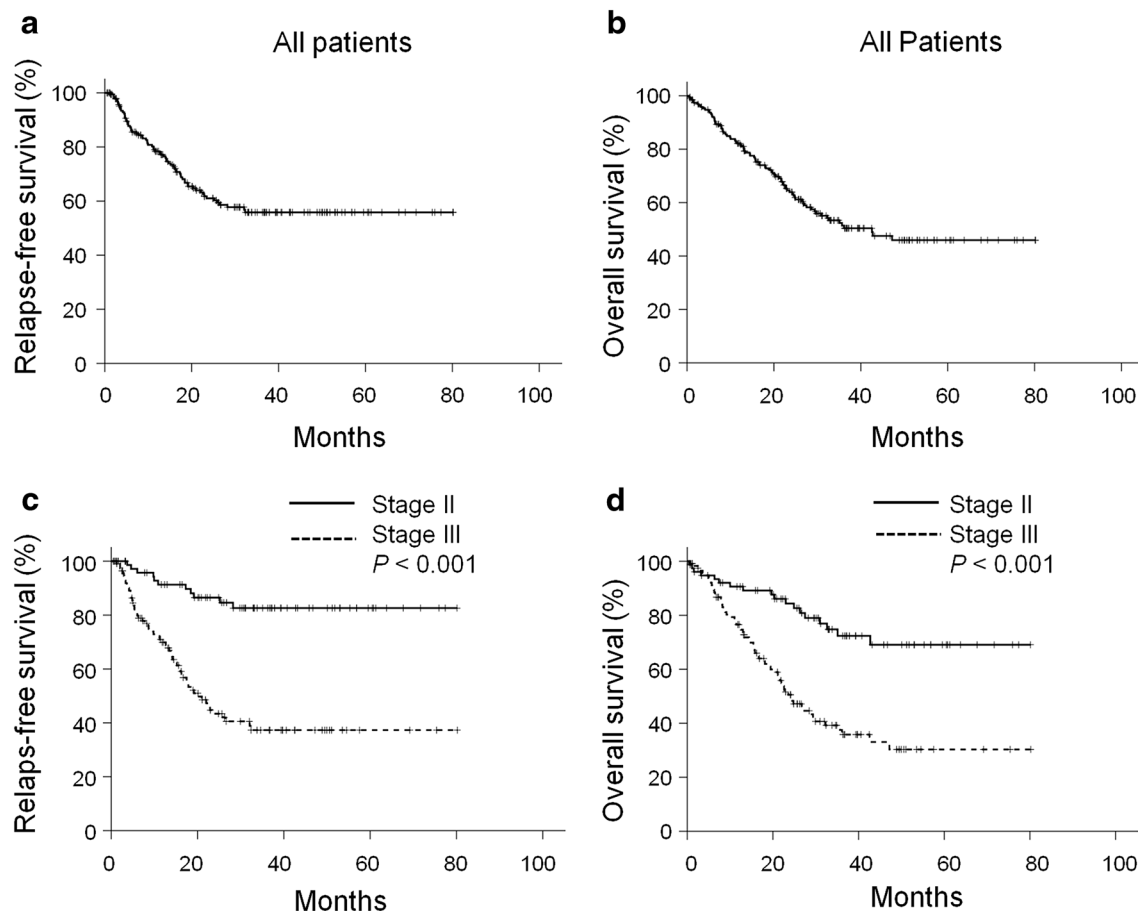 a
All patients
Relapse-free survival (%)
100
80
60
40
20
0
0 20 40 60 80 100
Months
b
All Patients
Overall survival (%)
100
80
60
40
20
0
0 20 40 60 80 100
Months
c
Stage II
Stage III
P < 0.001
Relaps-free survival (%)
100
80
60
40
20
0
0 20 40 60 80 100
Months
d
Stage II
Stage III
P < 0.001
Overall survival (%)
100
80
60
40
20
0
0 20 40 60 80 100
Months